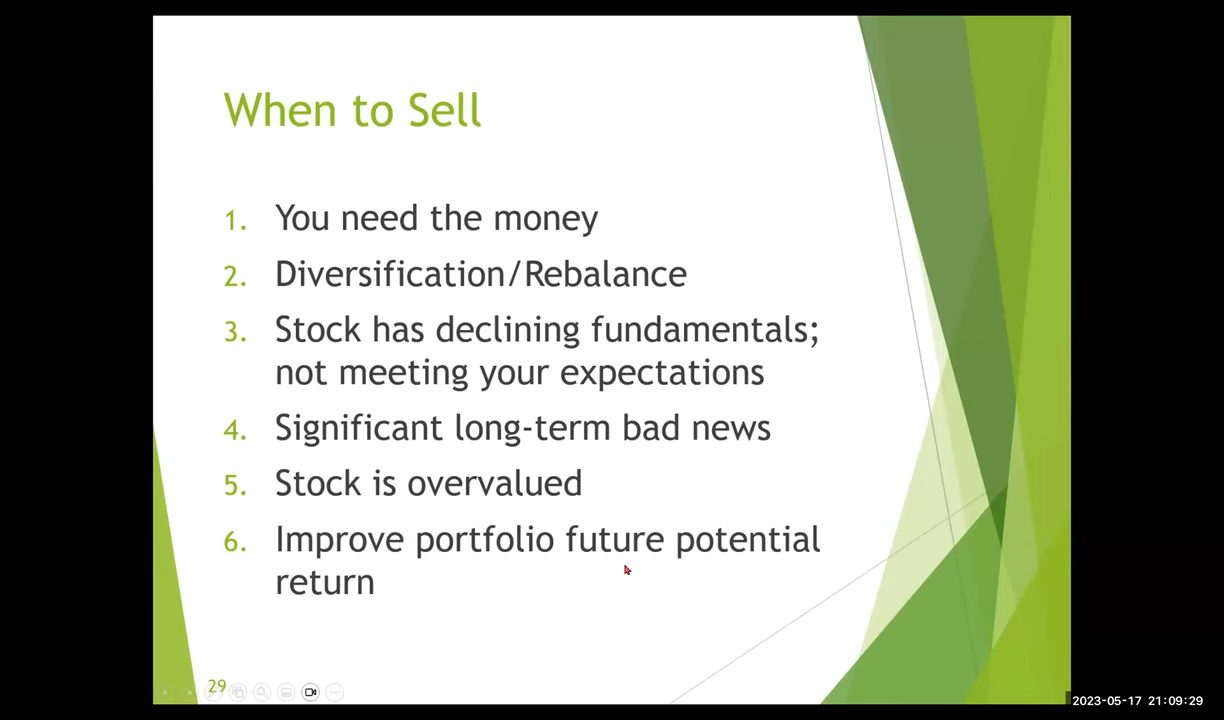 When to Sell
1. You need the money
2. Diversification/Rebalance
3. Stock has declining fundamentals;
not meeting your expectations
4. Significant long-term bad news
5. Stock is overvalued
6. Improve portfolio future potential
return
29
2023-05-17 21:09:29